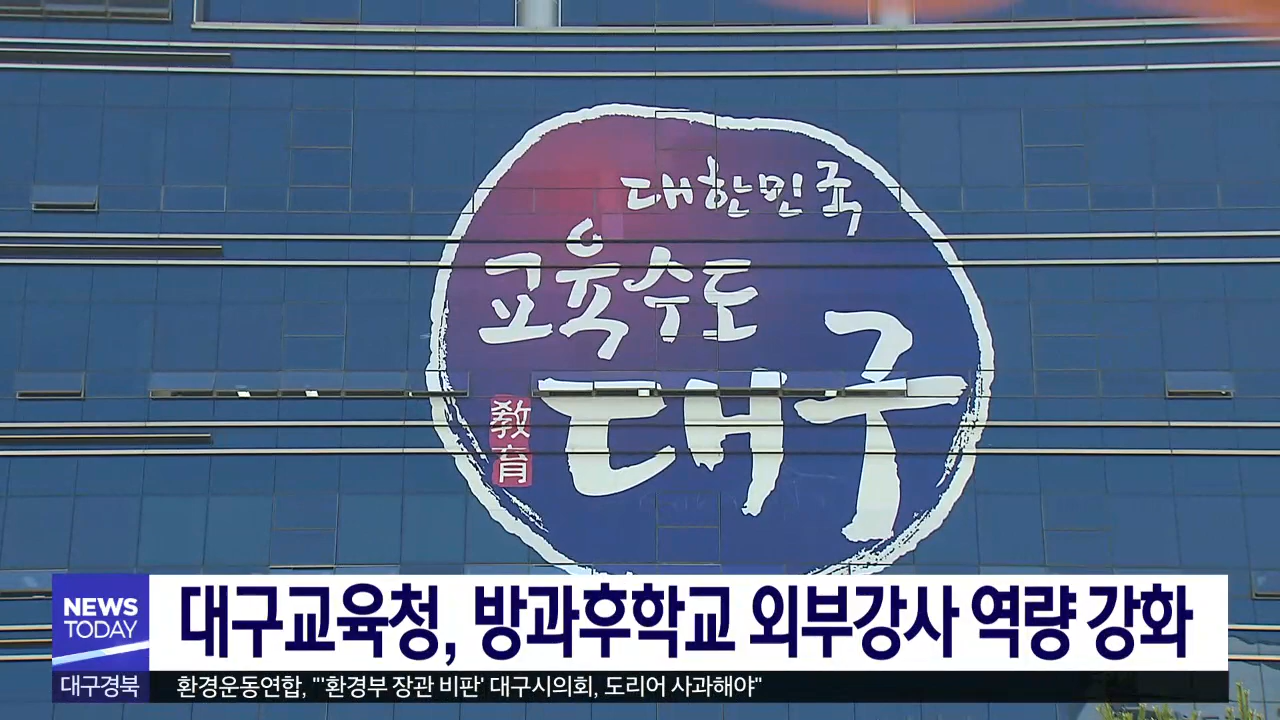 대한민국
교육수도
대구
敎育
NEWS
TODAY
대구교육청, 방과후학교 외부강사 역량 강화
대구경북
환경운동연합, "'환경부 장관 비판' 대구시의회, 도리어 사과해야"